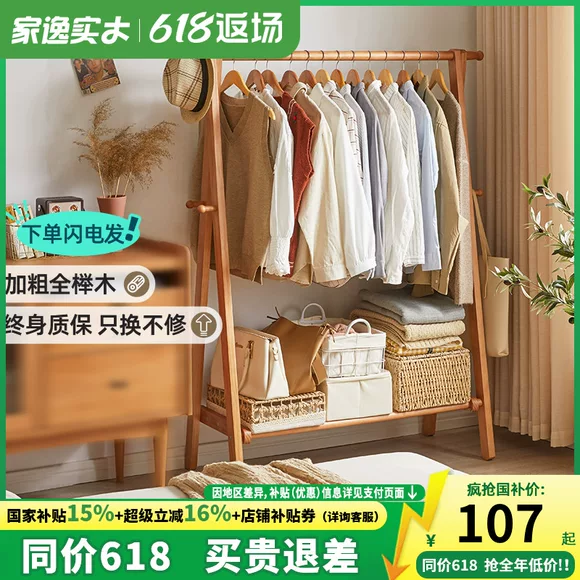 家逸实木 618返场
下单闪电发!
加粗全榉木
终身质保 只换不修
因地区差异,补贴(优惠)信息详见支付页面
国家补贴15%+超级立减16%+店铺补贴券(详询客服)
同价618 买贵退差
疯抢国补价:
¥107起
同价618 抢全年低价!!